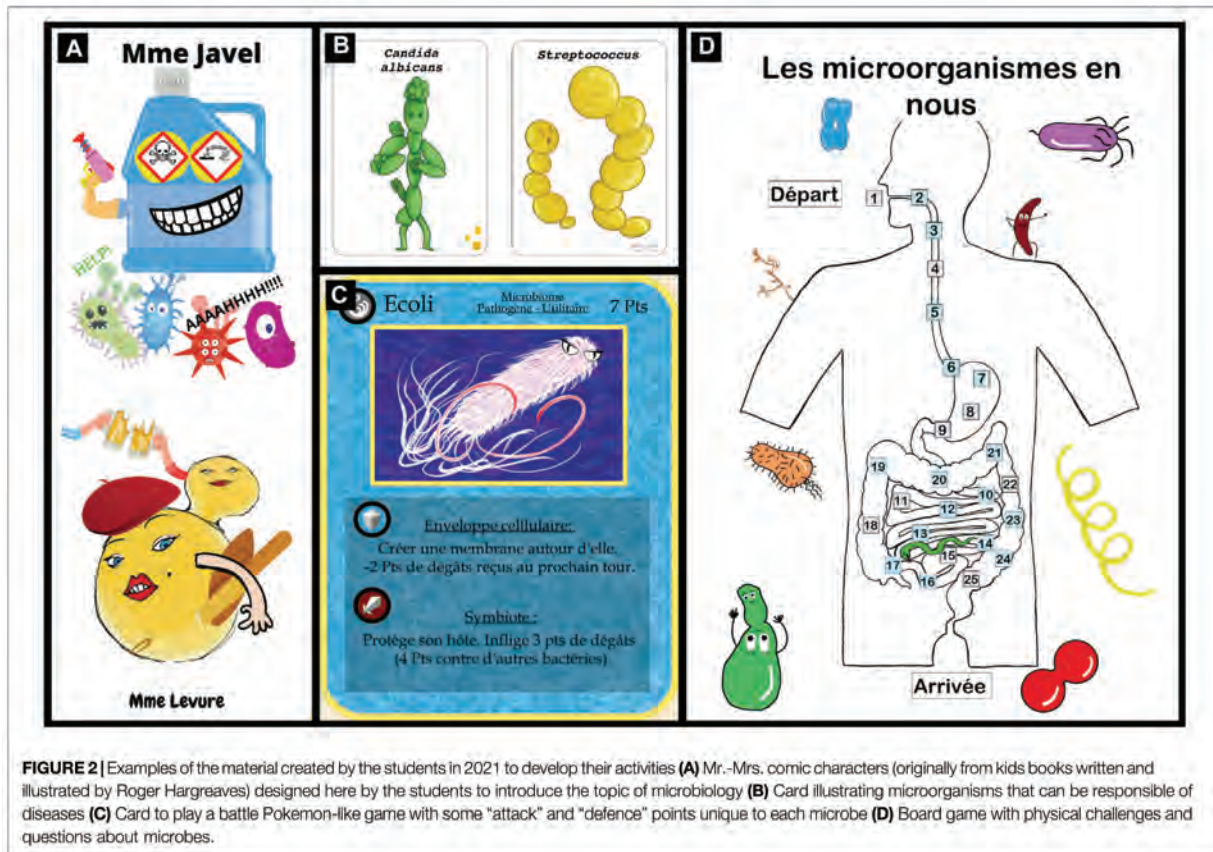 A
Mme Javel
HELP!
AAAAHHHH!!!!
Mme Levure
B
Candida
albicans
Streptococcus
C
Ecoli
Microbiome
Pathogène - Utilitaire
7 Pts
Enveloppe celllulaire:
Créer une membrane autour d'elle.
-2 Pts de dégâts reçus au prochain tour.
Symbiote :
Protège son hôte. Inflige 3 pts de dégâts
(4 Pts contre d'autres bactéries)
D
Les microorganismes en
nous
Départ
1
2
3
4
5
6
7
8
9
19
21
20
22
11
10
12
18
23
13
14
15
24
17
16
25
Arrivée
FIGURE 2 | Examples of the material created by the students in 2021 to develop their activities (A) Mr.-Mrs. comic characters (originally from kids books written and
illustrated by Roger Hargreaves) designed here by the students to introduce the topic of microbiology (B) Card illustrating microorganisms that can be responsible of
diseases (C) Card to play a battle Pokemon-like game with some "attack" and "defence" points unique to each microbe (D) Board game with physical challenges and
questions about microbes.